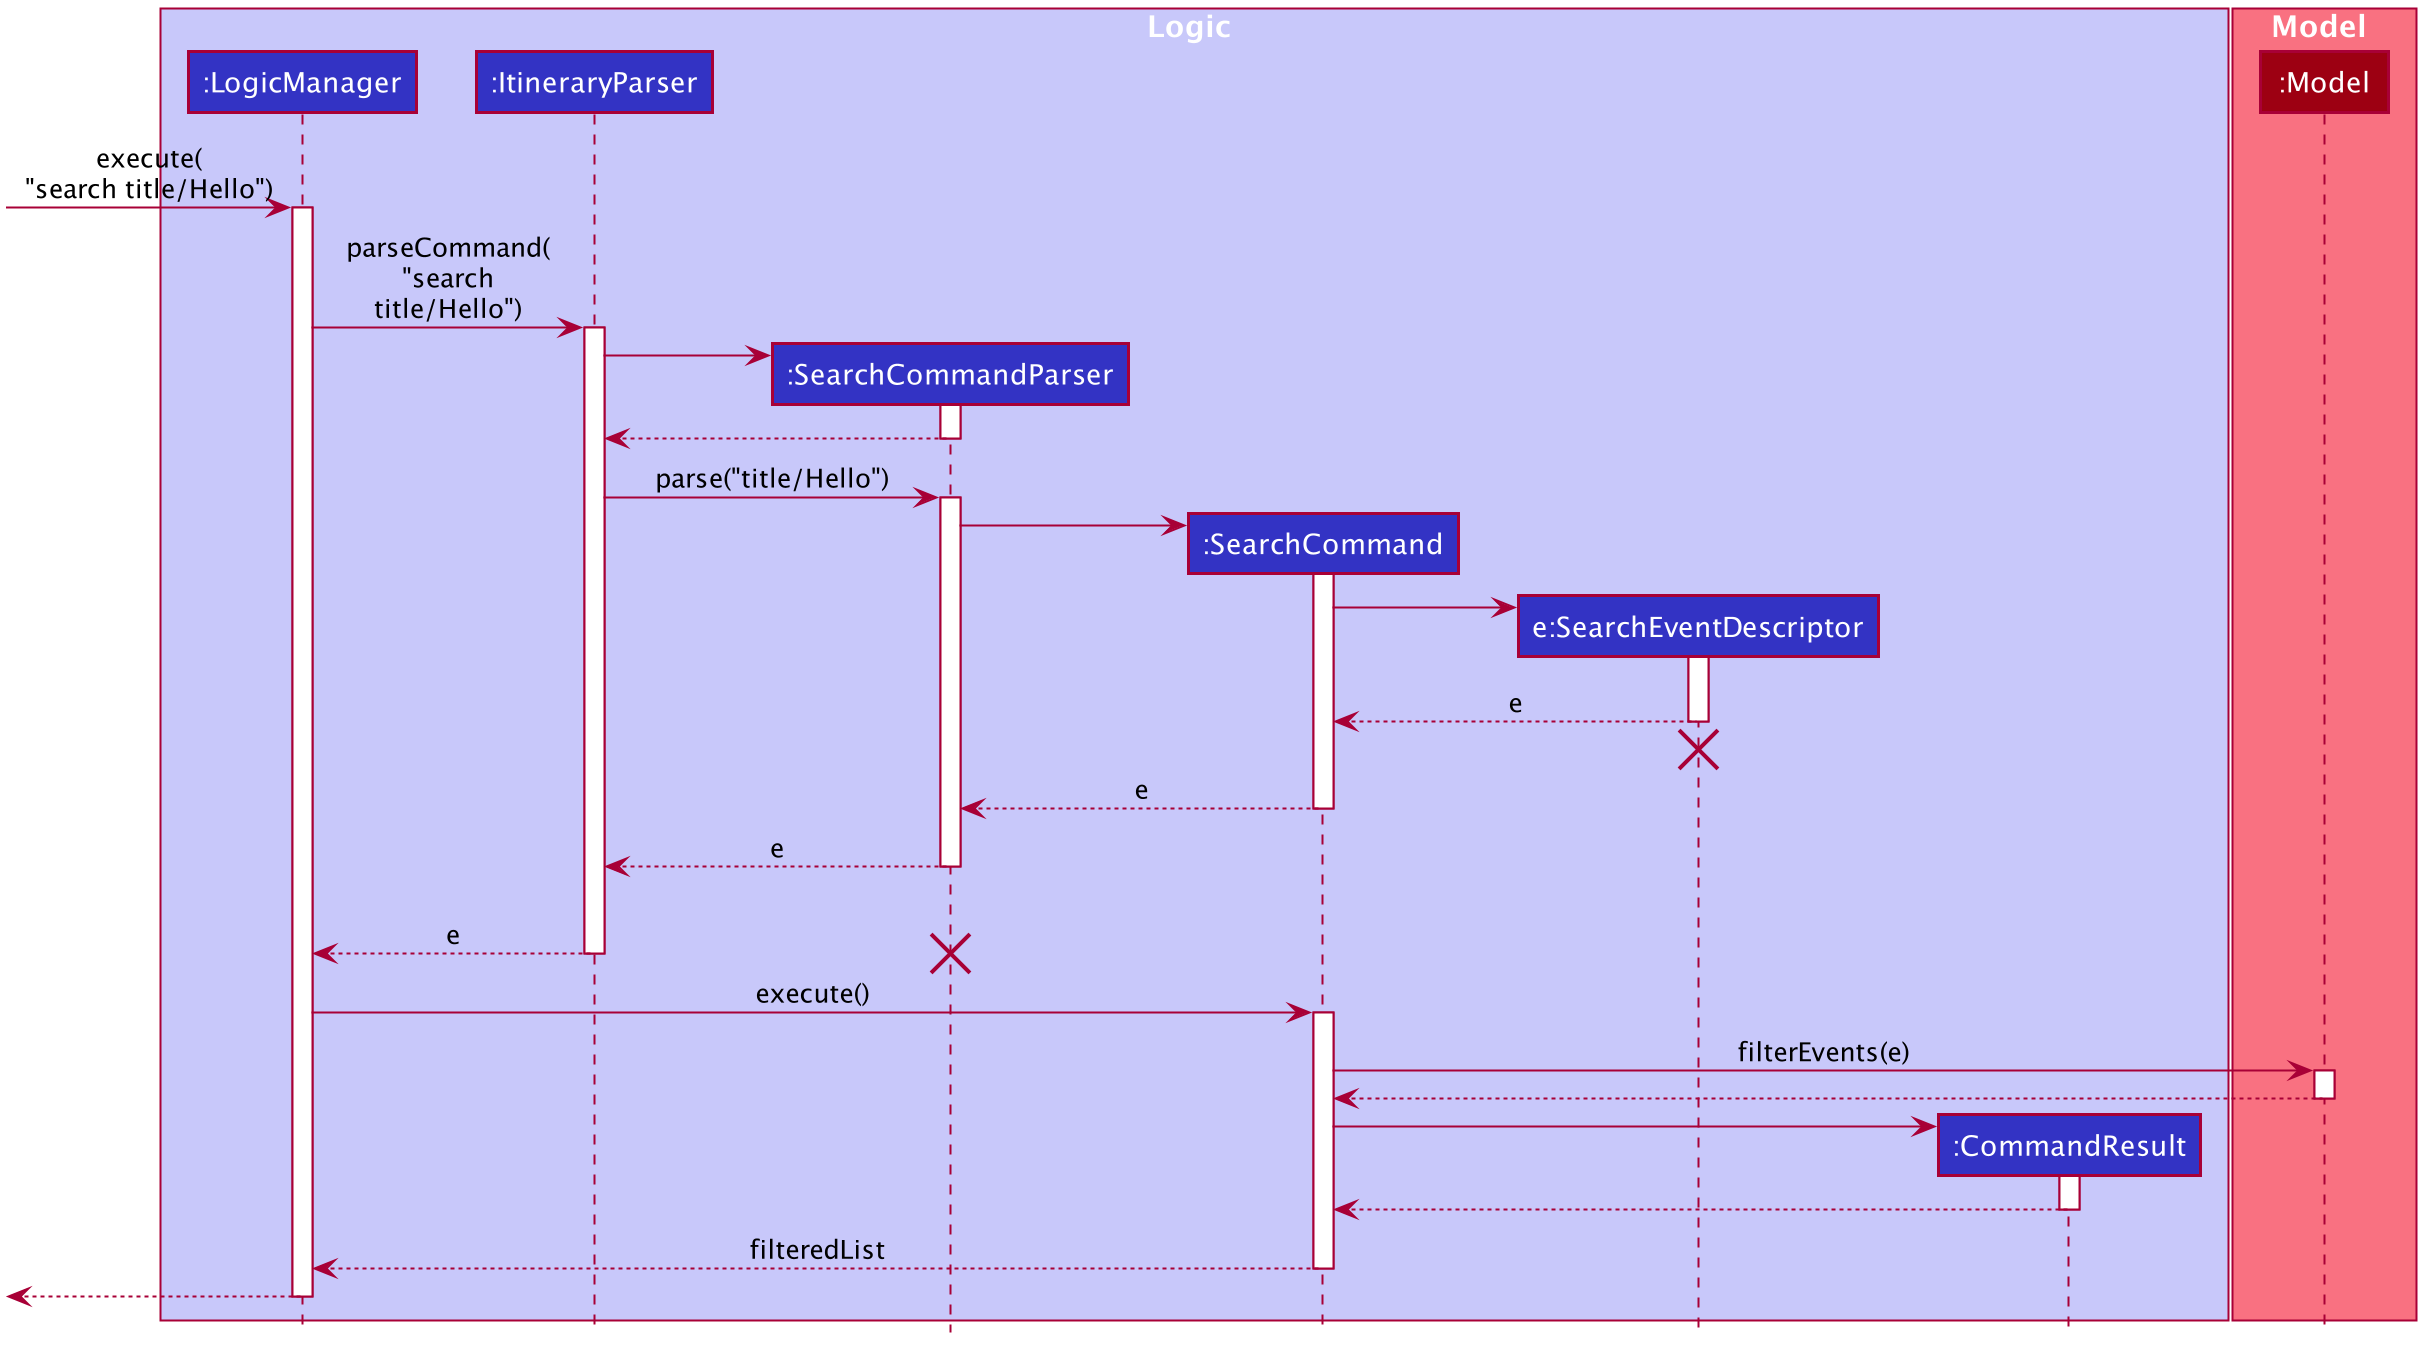 Logic
Model
:LogicManager
:ItineraryParser
:Model
execute(
"search title/Hello")
parseCommand(
"search
title/Hello")
:SearchCommandParser
parse("title/Hello")
:SearchCommand
e:SearchEventDescriptor
e
e
e
e
execute()
filterEvents(e)
:CommandResult
filteredList